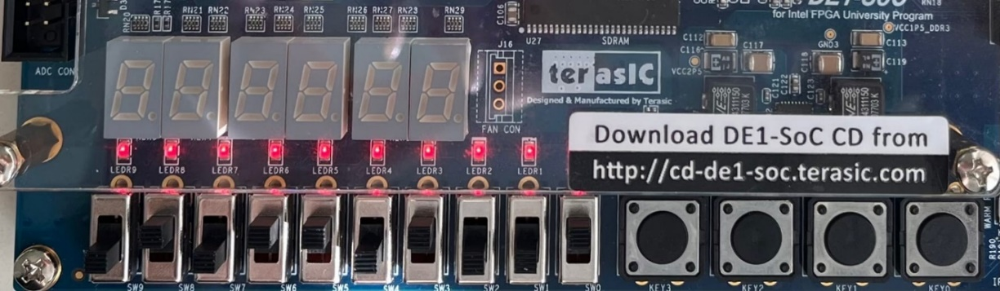 RN21 RN22 RN23 RN24 RN25 RN26 RN27 RN28 RN29
RN20
C106
U27
SDRAM
DE1-SOC
RN18
for Intel FPGA University Program
VCC1P5_DDR3
ADC CON
J16
terasIC
Designed & Manufactured by Terasic
FAN CON
C112
C116
VCC2P5
C117
GND3
C113
C118
C119
C121
C122
C123
Download DE1-SoC CD from
http://cd-de1-soc.terasic.com
LEDR9 LEDR8 LEDR7 LEDR6 LEDR5 LEDR4 LEDR3 LEDR2 LEDR1
SW9 SW8 SW7 SW6 SW5 SW4 SW3 SW2 SW1 SW0
KEY3 KEY2 KEY1 KEY0
WARM
R190